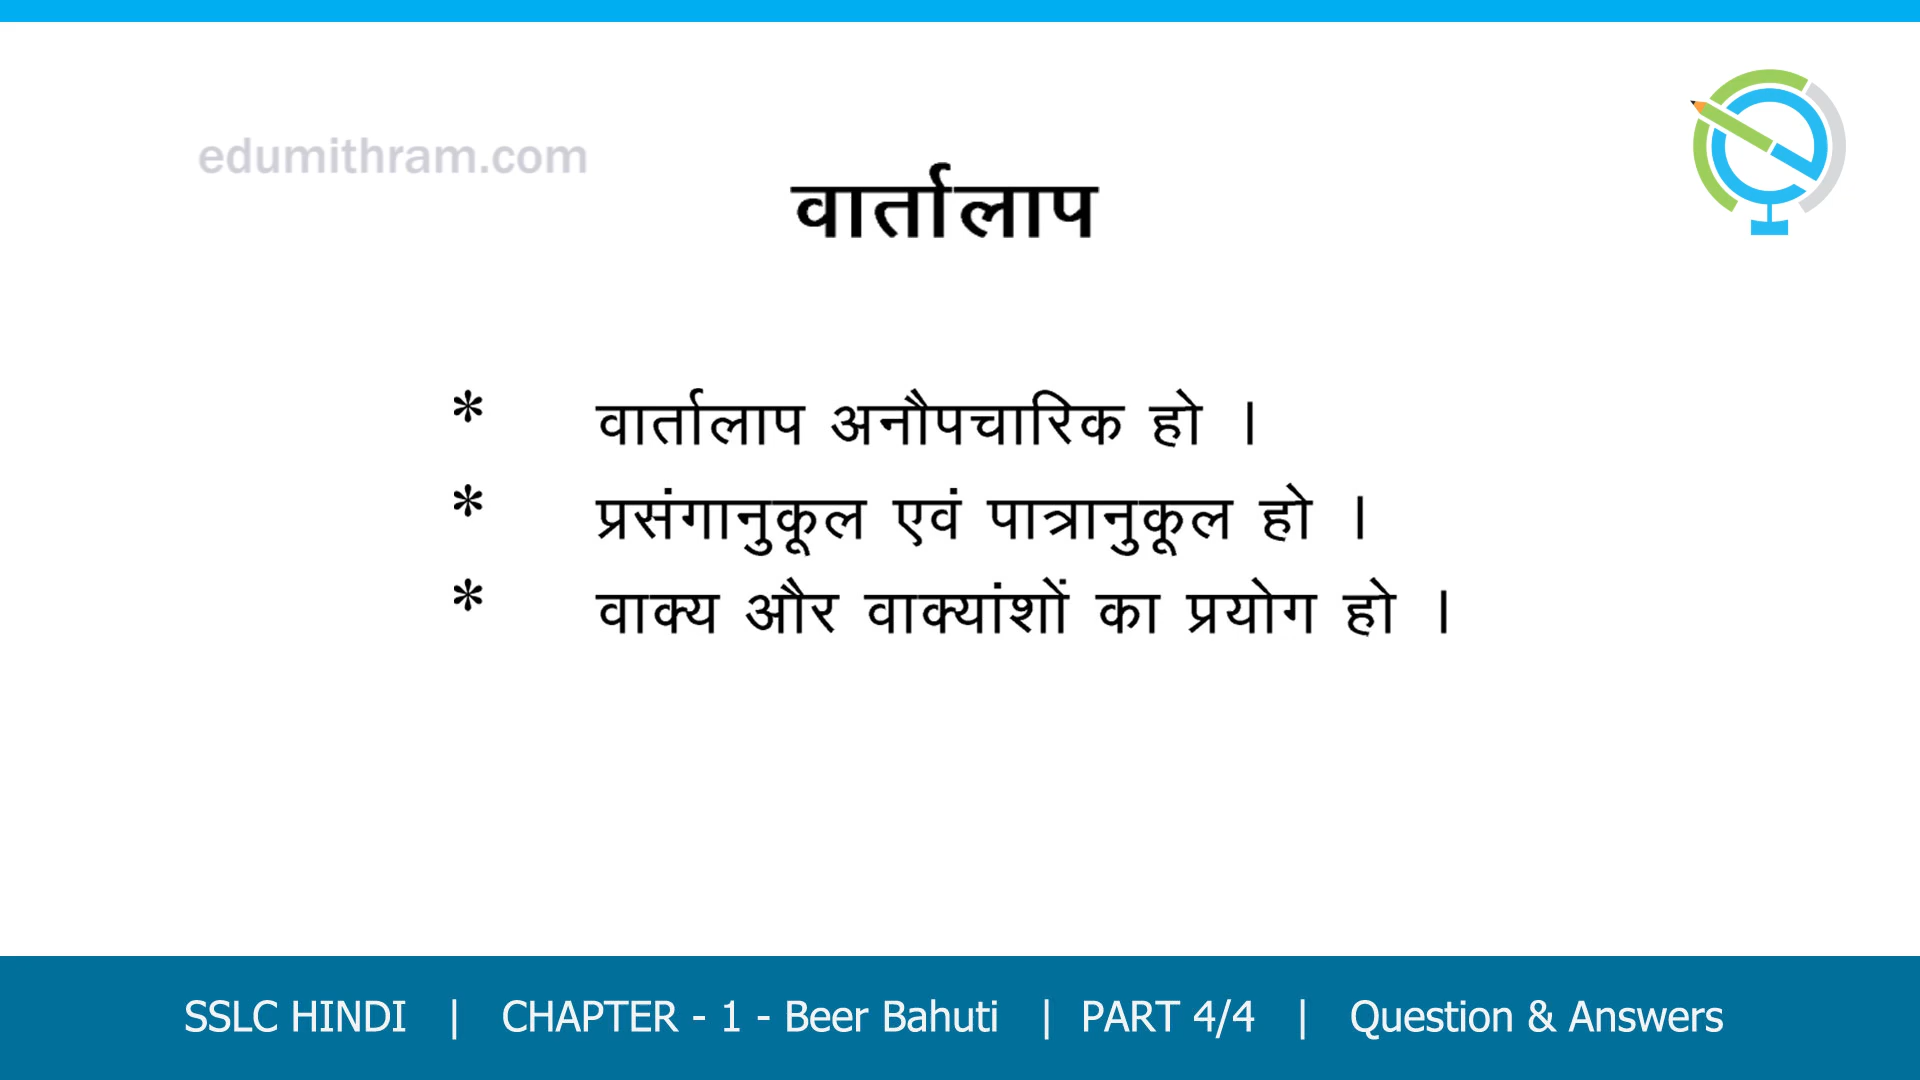 edumithram.com
वार्तालाप
* वार्तालाप अनौपचारिक हो ।
* प्रसंगानुकूल एवं पात्रानुकूल हो ।
* वाक्य और वाक्यांशों का प्रयोग हो ।
SSLC HINDI | CHAPTER - 1 - Beer Bahuti | PART 4/4 | Question & Answers